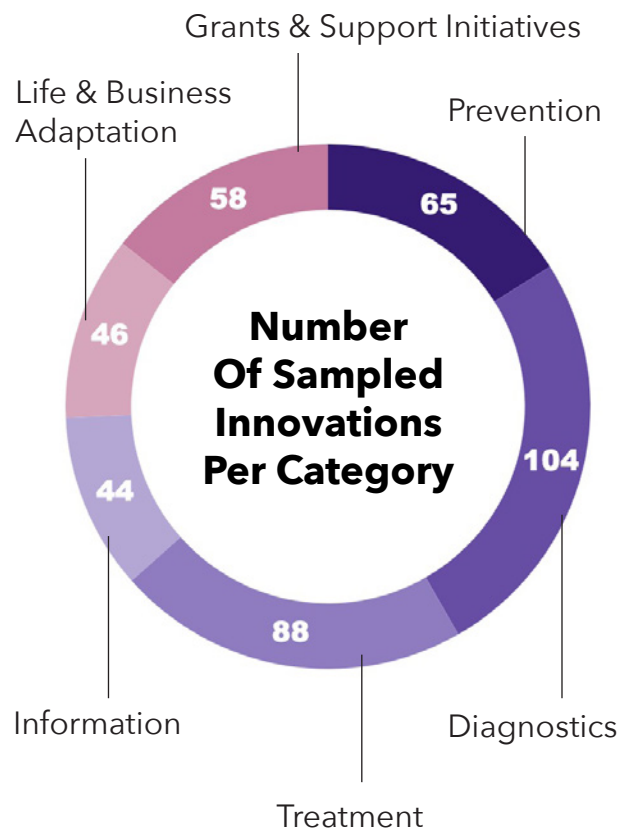 Grants & Support Initiatives
Life & Business
Adaptation
Prevention
58
65
46
Number
Of Sampled
Innovations
Per Category
104
44
88
Information
Diagnostics
Treatment